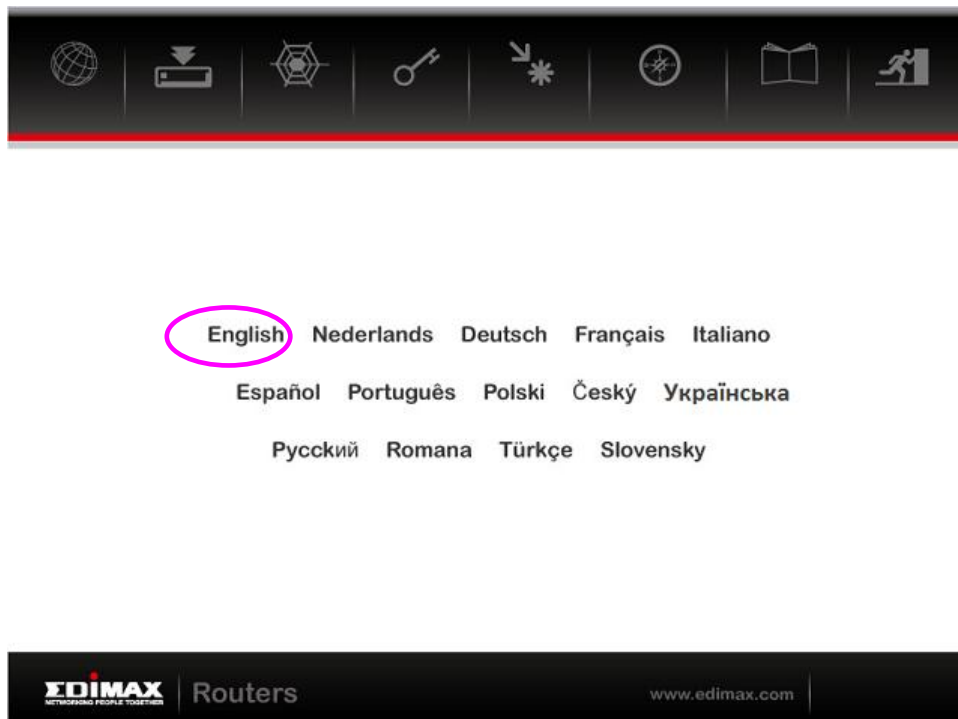 English Nederlands Deutsch Français Italiano
Español Português Polski Český Українська
Русский Romana Türkçe Slovensky
EDIMAX
NETWORKING PEOPLE TOGETHER
Routers
www.edimax.com